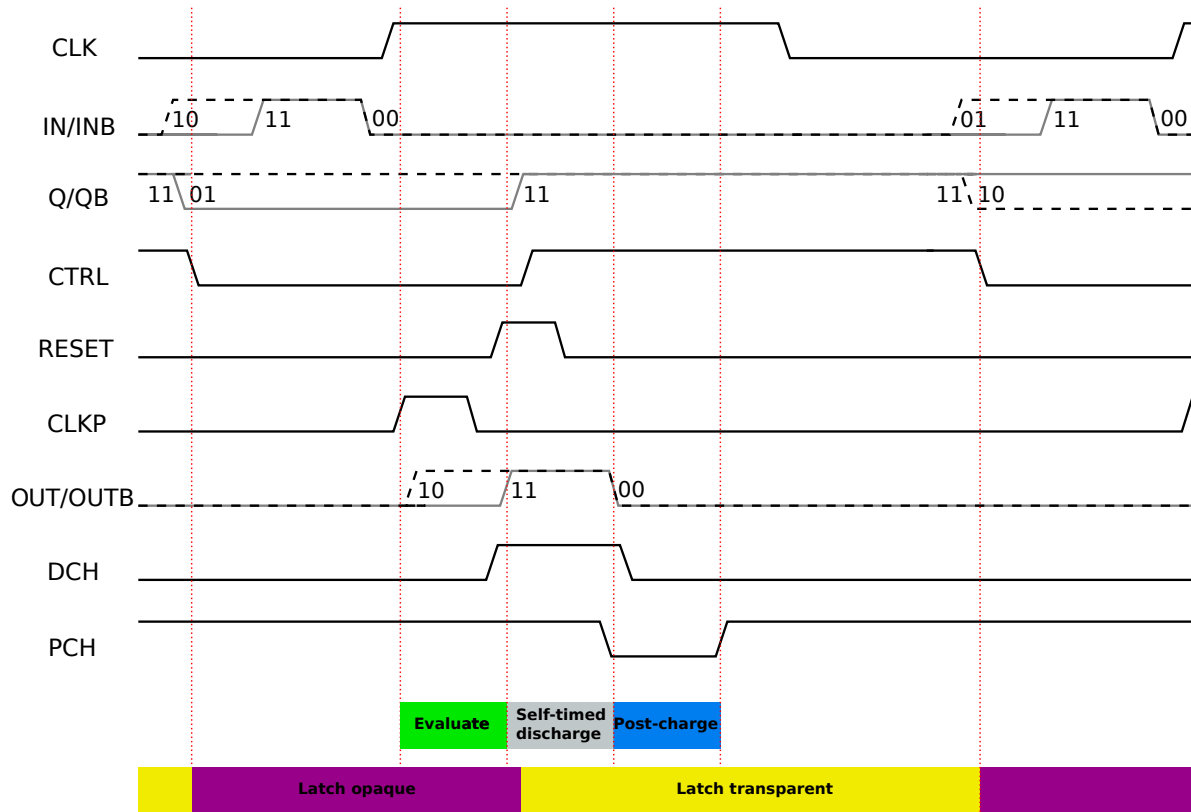 CLK
IN/INB
10
11
00
01
11
00
Q/QB
11
01
11
11
10
CTRL
RESET
CLKP
OUT/OUTB
10
11
00
DCH
PCH
Evaluate
Self-timed
discharge
Post-charge
Latch opaque
Latch transparent